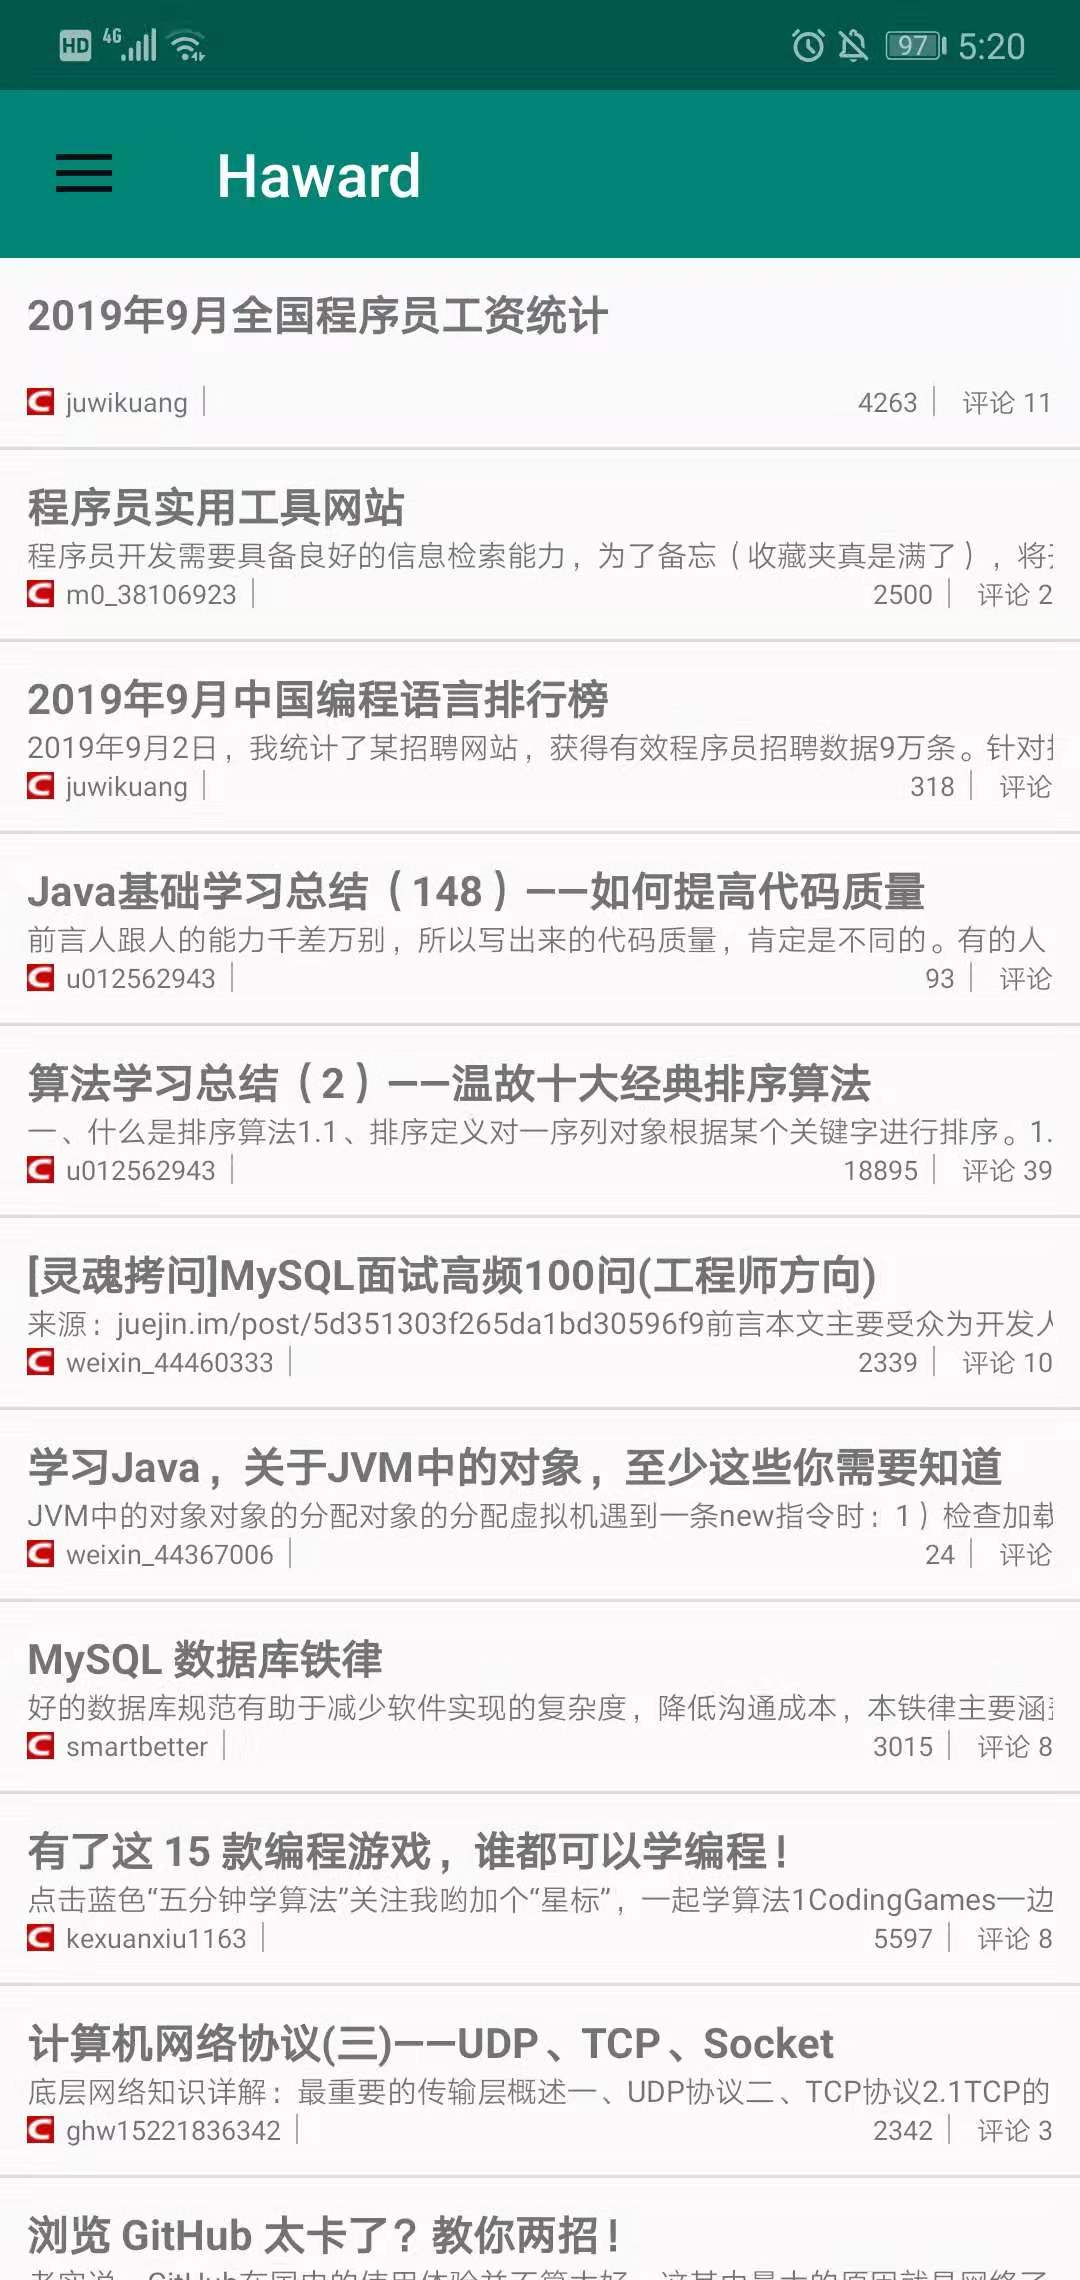 HD 4G 97 5:20
Haward
2019年9月全国程序员工资统计
juwikuang 4263 评论 11
程序员实用工具网站
程序员开发需要具备良好的信息检索能力，为了备忘（收藏夹真是满了），将
m0_38106923 2500 评论 2
2019年9月中国编程语言排行榜
2019年9月2日，我统计了某招聘网站，获得有效程序员招聘数据9万条。针对
juwikuang 318 评论
Java基础学习总结（148）——如何提高代码质量
前言人跟人的能力千差万别，所以写出来的代码质量，肯定是不同的。有的人
u012562943 93 评论
算法学习总结（2）——温故十大经典排序算法
一、什么是排序算法1.1、排序定义对一序列对象根据某个关键字进行排序。1.
u012562943 18895 评论 39
[灵魂拷问]MySQL面试高频100问(工程师方向)
来源：juejin.im/post/5d351303f265da1bd30596f9前言本文主要受众为开发人
weixin_44460333 2339 评论 10
学习Java，关于JVM中的对象，至少这些你需要知道
JVM中的对象对象的分配对象的分配虚拟机遇到一条new指令时：1）检查加载
weixin_44367006 24 评论
MySQL 数据库铁律
好的数据库规范有助于减少软件实现的复杂度，降低沟通成本，本铁律主要涵
smartbetter 3015 评论 8
有了这 15 款编程游戏，谁都可以学编程！
点击蓝色“五分钟学算法”关注我哟加个“星标”，一起学算法1CodingGames一边
kexuanxiu1163 5597 评论 8
计算机网络协议(三)——UDP、TCP、Socket
底层网络知识详解：最重要的传输层概述一、UDP协议二、TCP协议2.1TCP的
ghw15221836342 2342 评论 3
浏览 GitHub 太卡了？教你两招！